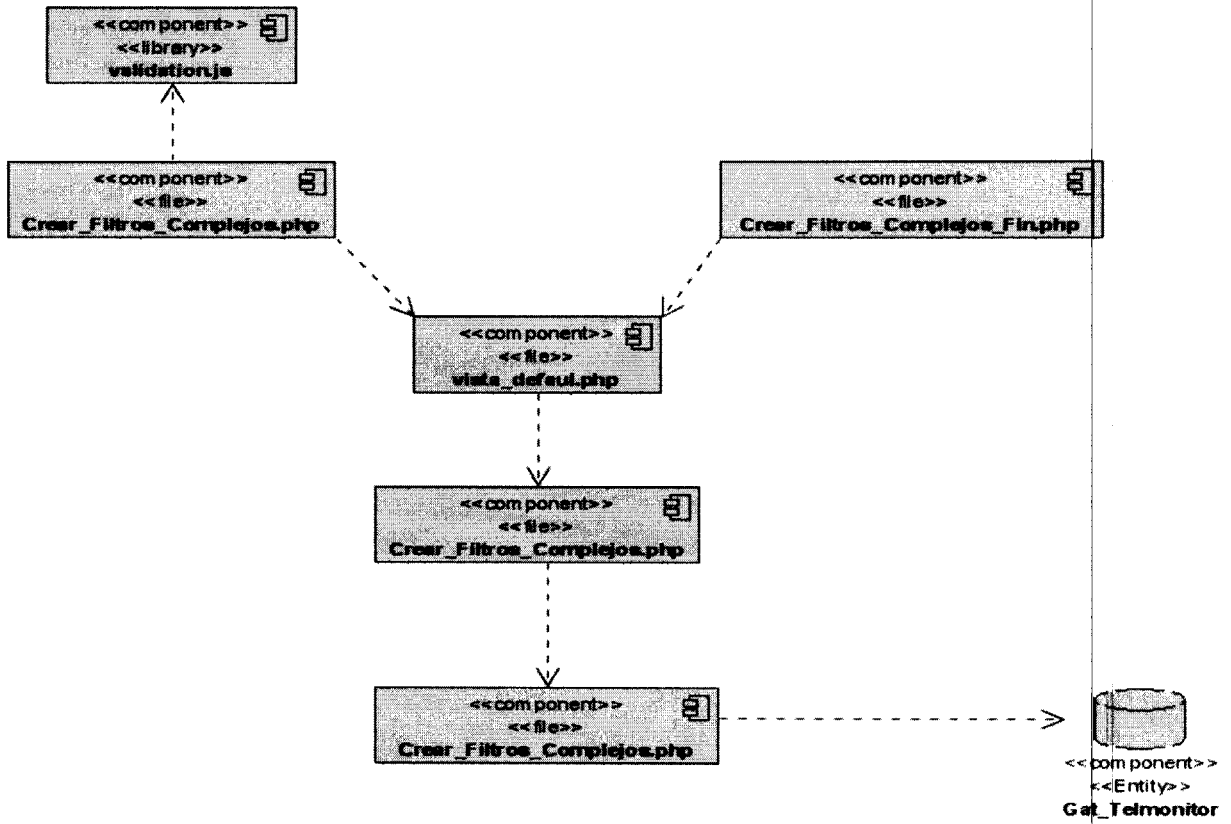 <<component>>
<<library>>
validation.js
<<component>>
<<file>>
Crear_Filtros_Complejos.php
<<component>>
<<file>>
Crear_Filtros_Complejos_Fin.php
<<component>>
<<file>>
vista_defaul.php
<<component>>
<<file>>
Crear_Filtros_Complejos.php
<<component>>
<<file>>
Crear_Filtros_Complejos.php
<<component>>
<<Entity>>
Gat_Telmonitor